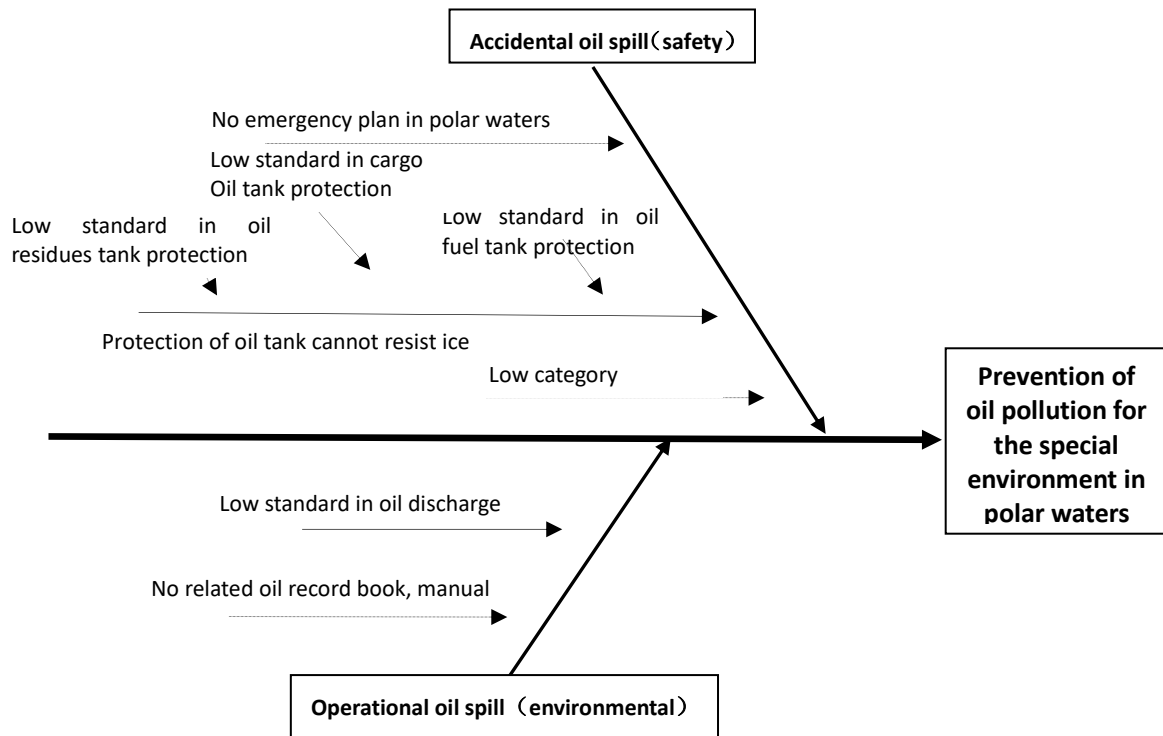 Accidental oil spill（safety）
No emergency plan in polar waters
Low standard in cargo
Oil tank protection
Low standard in oil
residues tank protection
Low standard in oil
fuel tank protection
Protection of oil tank cannot resist ice
Low category
Prevention of
oil pollution for
the special
environment in
polar waters
Low standard in oil discharge
No related oil record book, manual
Operational oil spill（environmental）